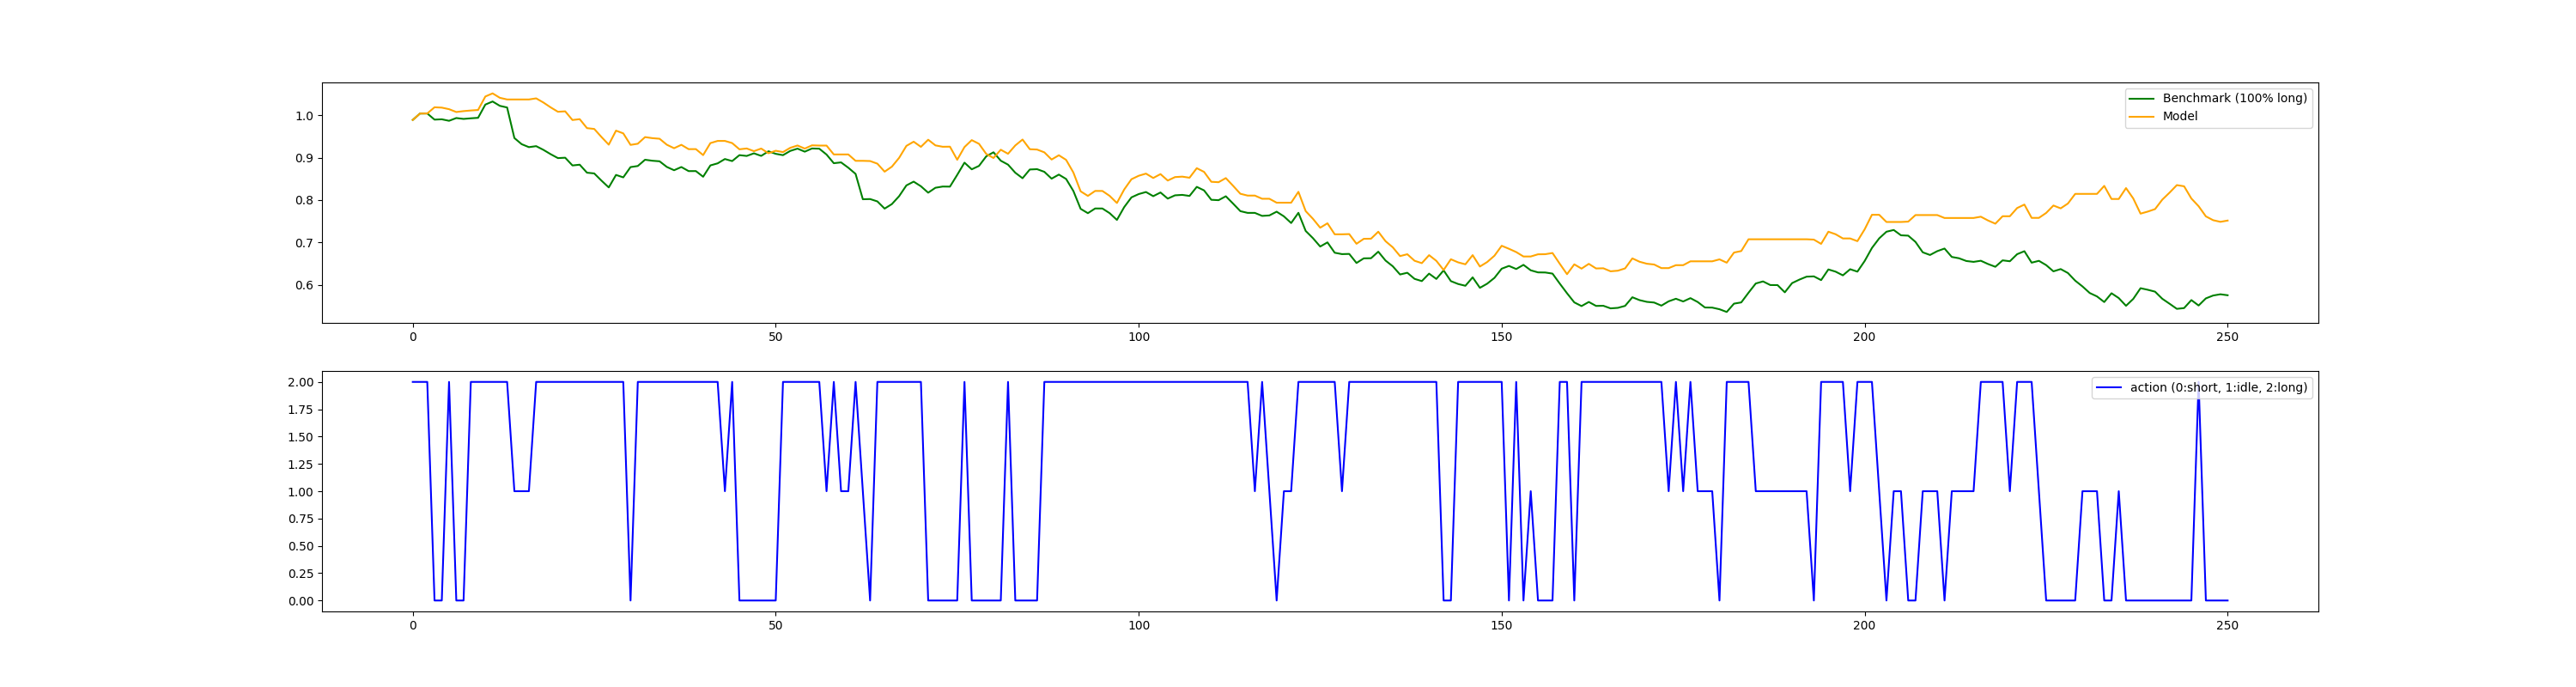 Benchmark (100% long)
Model
1.0
0.9
0.8
0.7
0.6
0 50 100 150 200 250
action (0:short, 1:idle, 2:long)
2.00
1.75
1.50
1.25
1.00
0.75
0.50
0.25
0.00
0 50 100 150 200 250